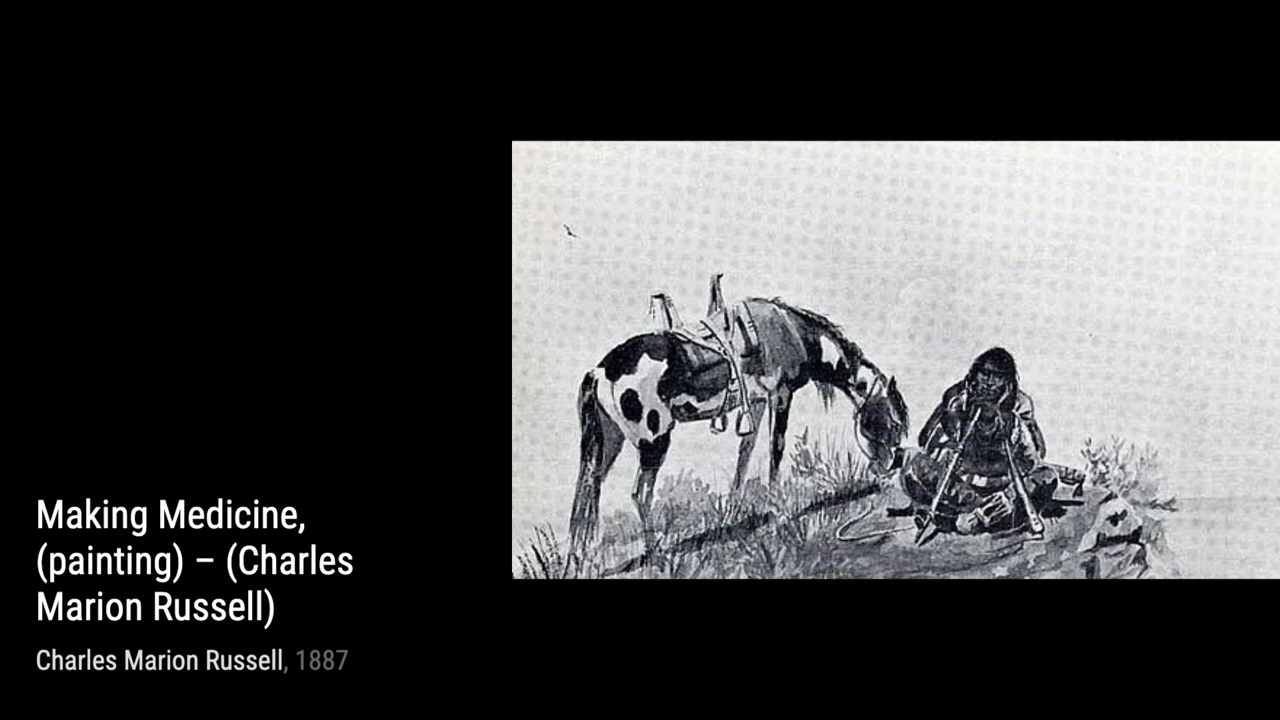 Making Medicine,
(painting) – (Charles
Marion Russell)
Charles Marion Russell, 1887